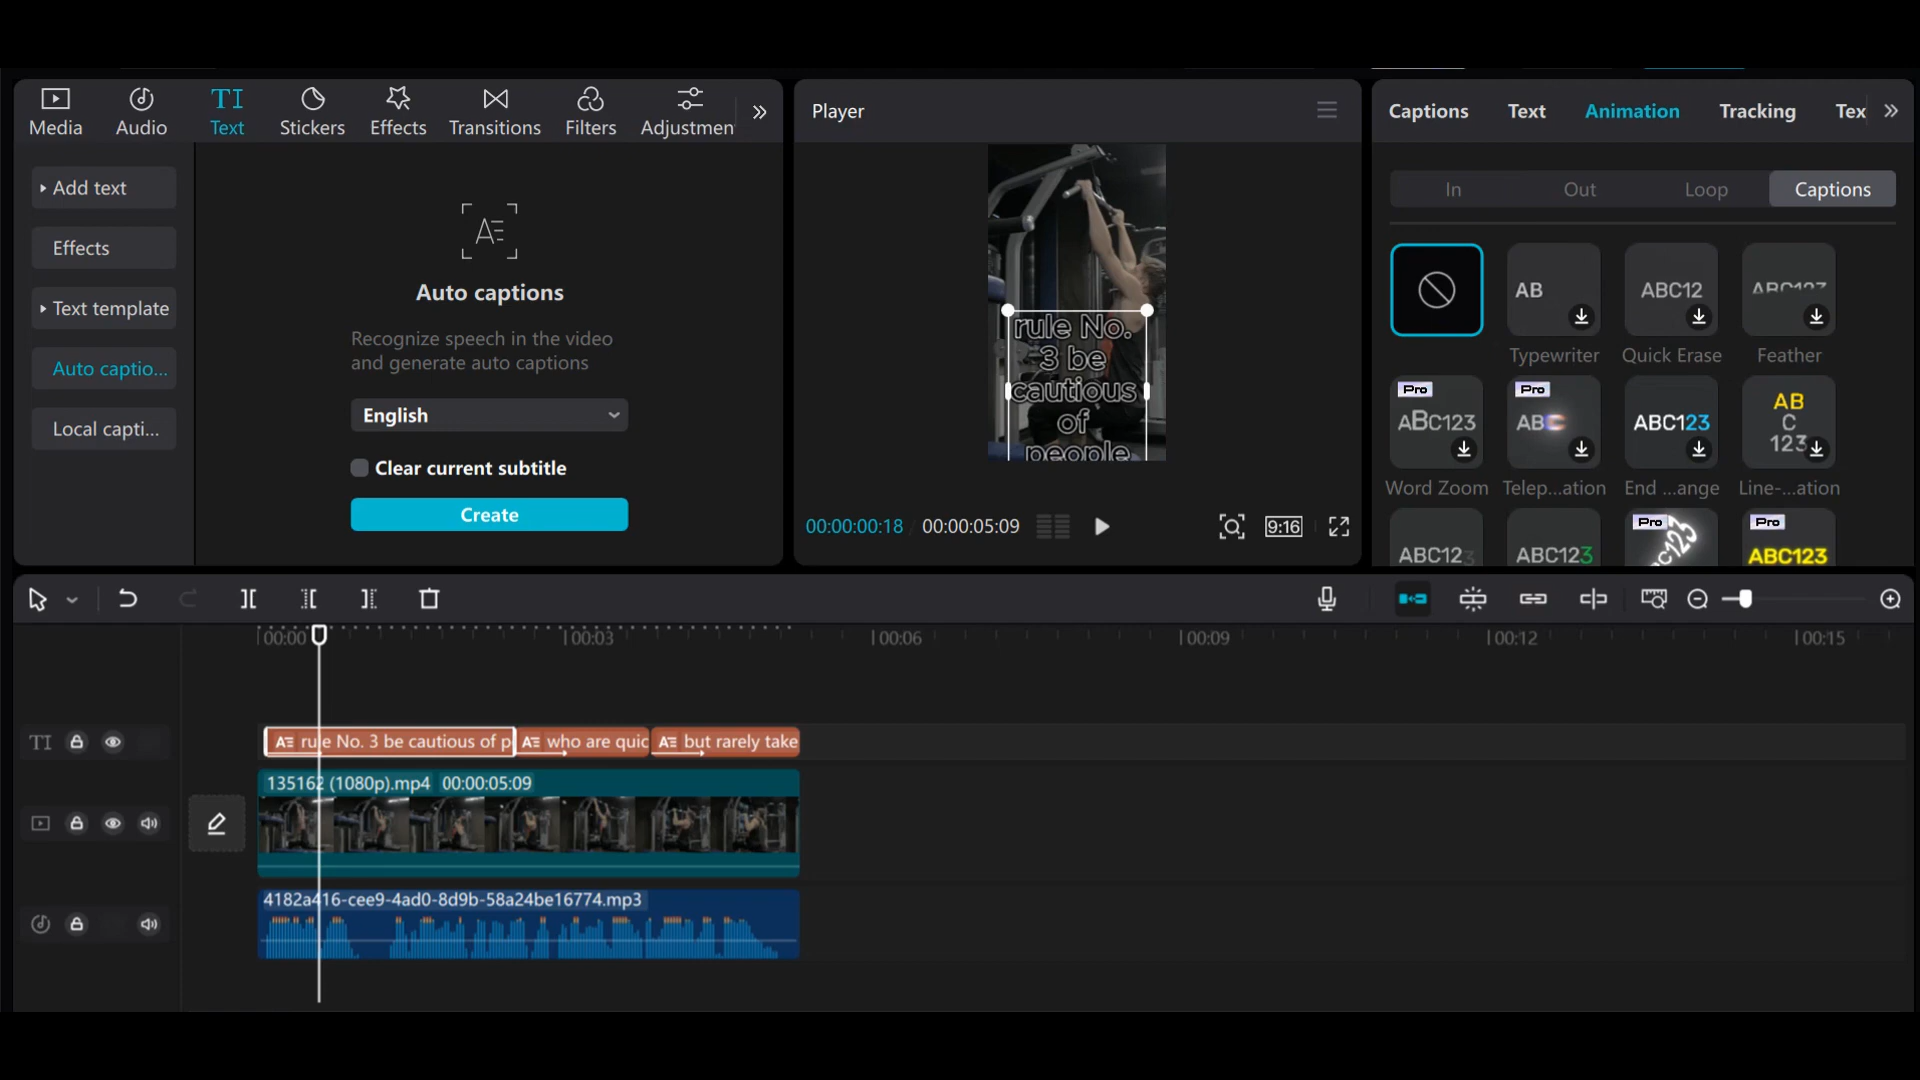 Media
Audio
TI
Text
Stickers
Effects
Transitions
Filters
Adjustmen
Add text
Effects
Text template
Auto captio...
Local capti...
A
Auto captions
Recognize speech in the video
and generate auto captions
English
Clear current subtitle
Create
Player
rule No.
3 be
cautious
of
people
00:00:00:18
00:00:05:09
9:16
Captions
Text
Animation
Tracking
Tex
In
Out
Loop
Captions
AB
Typewriter
ABC12
Quick Erase
Feather
Pro
ABC123
Word Zoom
Pro
ABC
Telep...ation
ABC123
End ...ange
AB
C
123
Line-...ation
ABC123
ABC123
Pro
ABC123
Pro
ABC123
00:00
00:03
00:06
00:09
00:12
00:15
TI
A rule No. 3 be cautious of p
A who are quic
A but rarely take
135162 (1080p).mp4 00:00:05:09
4182a416-cee9-4ad0-8d9b-58a24be16774.mp3